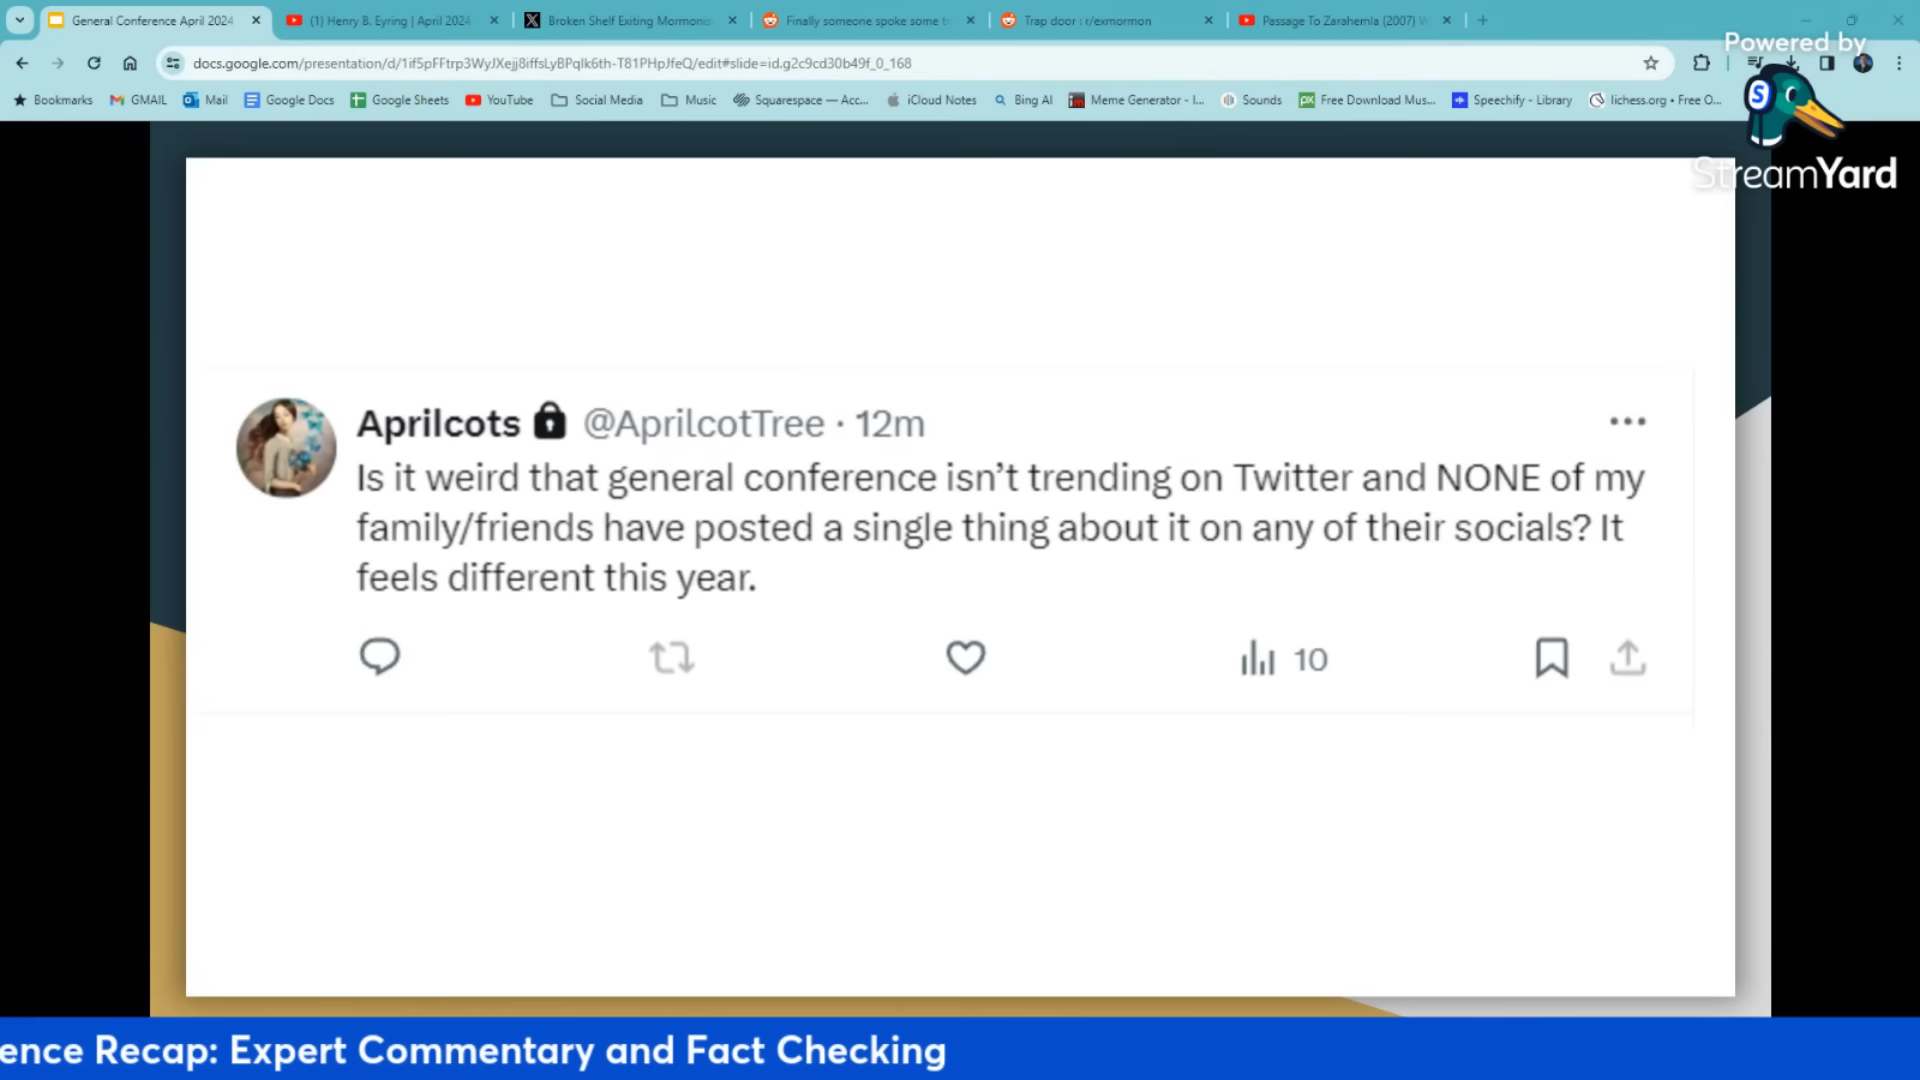 General Conference April 2024
(1) Henry B. Eyring | April 2024
Broken Shelf Exiting Mormonis
Finally someone spoke some t
Trap door : r/exmormon
Passage To Zarahemla (2007)
Powered by
docs.google.com/presentation/d/1if5pFFtrp3WyJXejj8iffsLyBPqlk6th-T81PHpJfeQ/edit#slide=id.g2c9cd30b49f_0_168
Bookmarks
GMAIL
Mail
Google Docs
Google Sheets
YouTube
Social Media
Music
Squarespace — Acc...
iCloud Notes
Bing AI
Meme Generator - I...
Sounds
Free Download Mus...
Speechify - Library
lichess.org • Free O...
S
StreamYard
Aprilcots @AprilcotTree · 12m
Is it weird that general conference isn't trending on Twitter and NONE of my
family/friends have posted a single thing about it on any of their socials? It
feels different this year.
10
ence Recap: Expert Commentary and Fact Checking